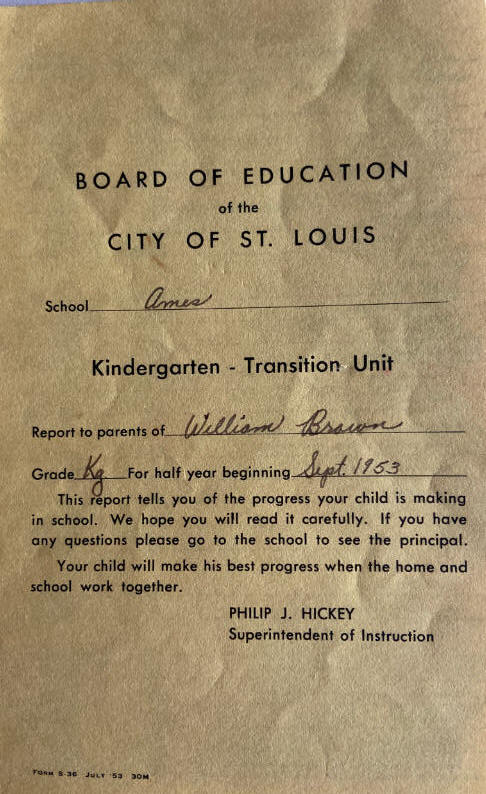 BOARD OF EDUCATION
of the
CITY OF ST. LOUIS
School Ames
Kindergarten - Transition Unit
Report to parents of William Brown
Grade Kg For half year beginning Sept. 1953
This report tells you of the progress your child is making
in school. We hope you will read it carefully. If you have
any questions please go to the school to see the principal.
Your child will make his best progress when the home and
school work together.
PHILIP J. HICKEY
Superintendent of Instruction
FORM S-36 JULY '53 30M